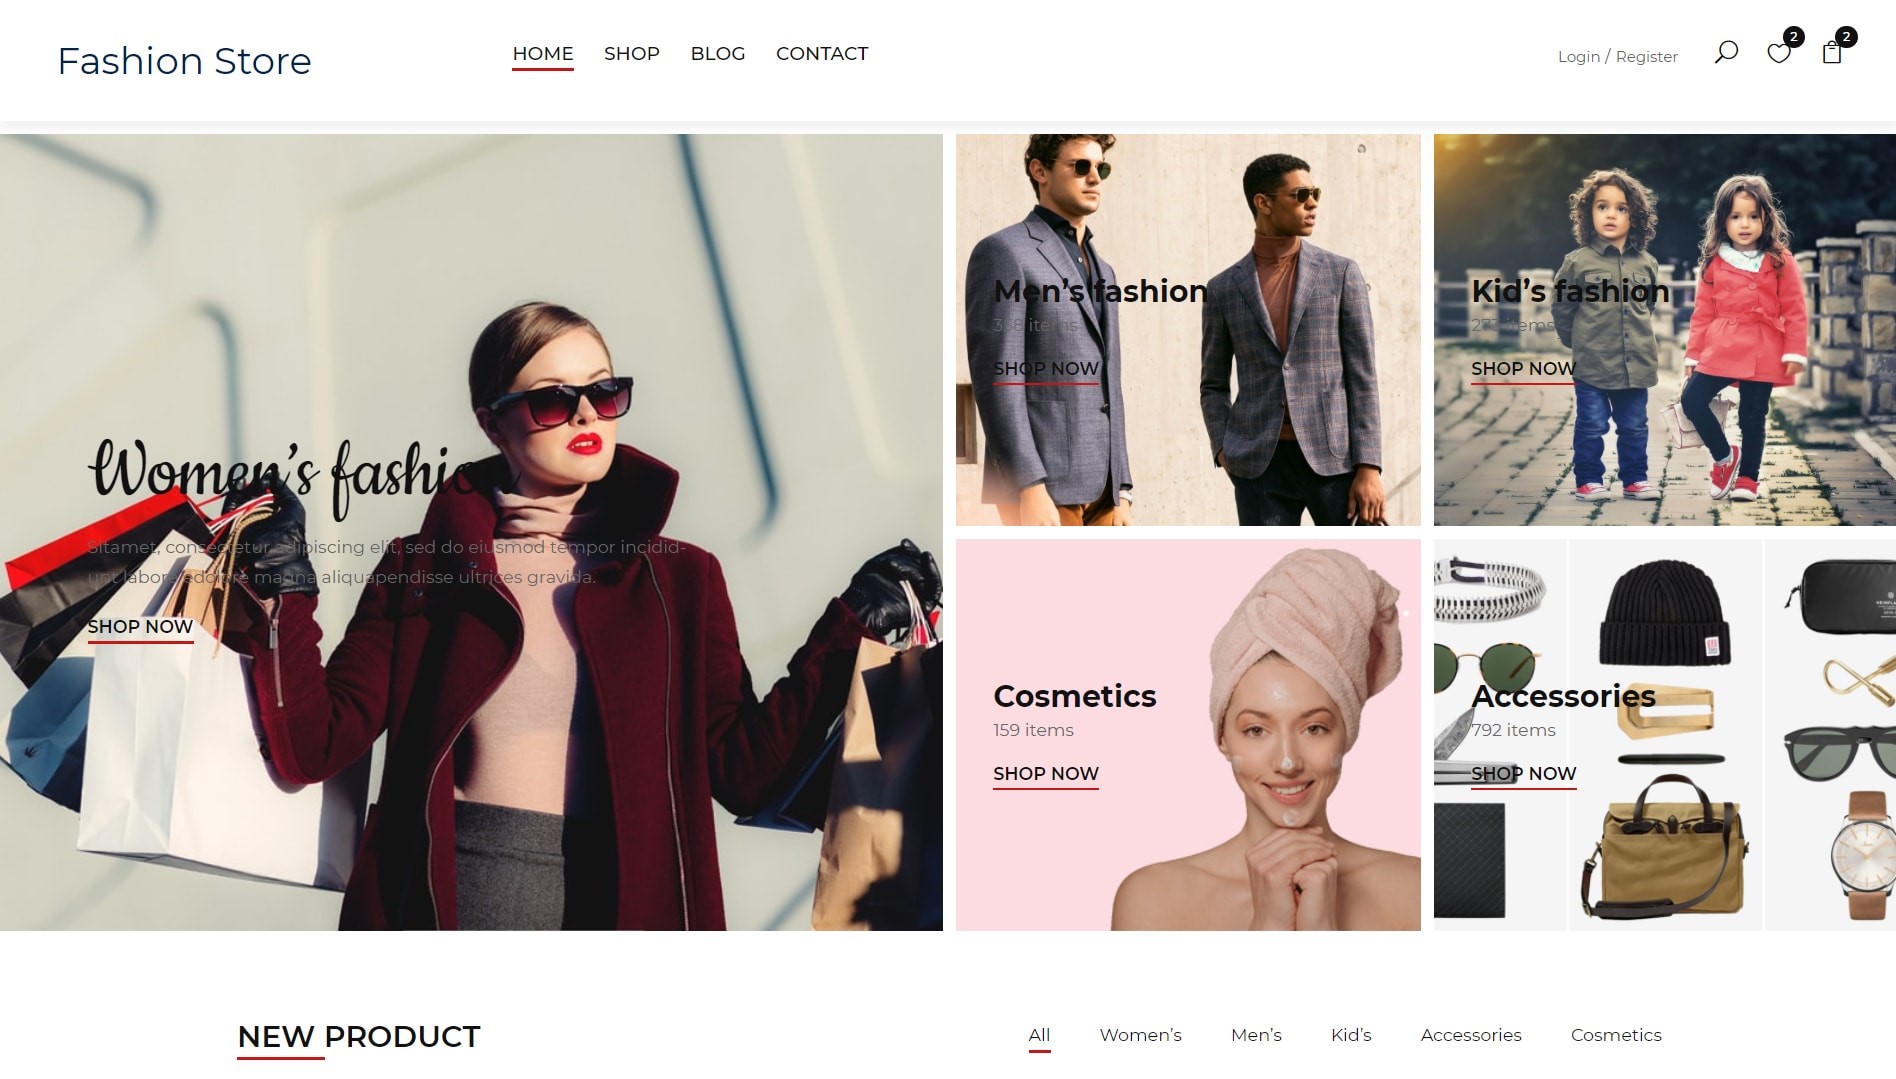 Fashion Store
HOME SHOP BLOG CONTACT
Login / Register
2
2
Women's fashion
Sitamet, consectetur adipiscing elit, sed do eiusmod tempor incidid-
unt labore edolore magna aliquapendisse ultrices gravida.
SHOP NOW
Men's fashion
items
SHOP NOW
Kid's fashion
items
SHOP NOW
Cosmetics
159 items
SHOP NOW
Accessories
792 items
SHOP NOW
NEW PRODUCT
All Women's Men's Kid's Accessories Cosmetics